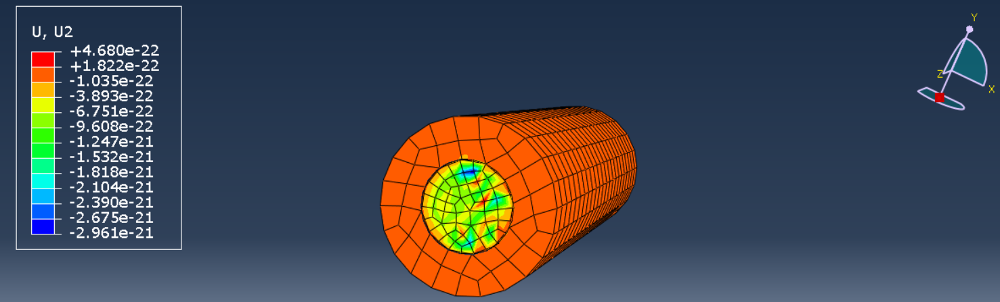 U, U2
+4.680e-22
+1.822e-22
-1.035e-22
-3.893e-22
-6.751e-22
-9.608e-22
-1.247e-21
-1.532e-21
-1.818e-21
-2.104e-21
-2.390e-21
-2.675e-21
-2.961e-21
Y
Z
X